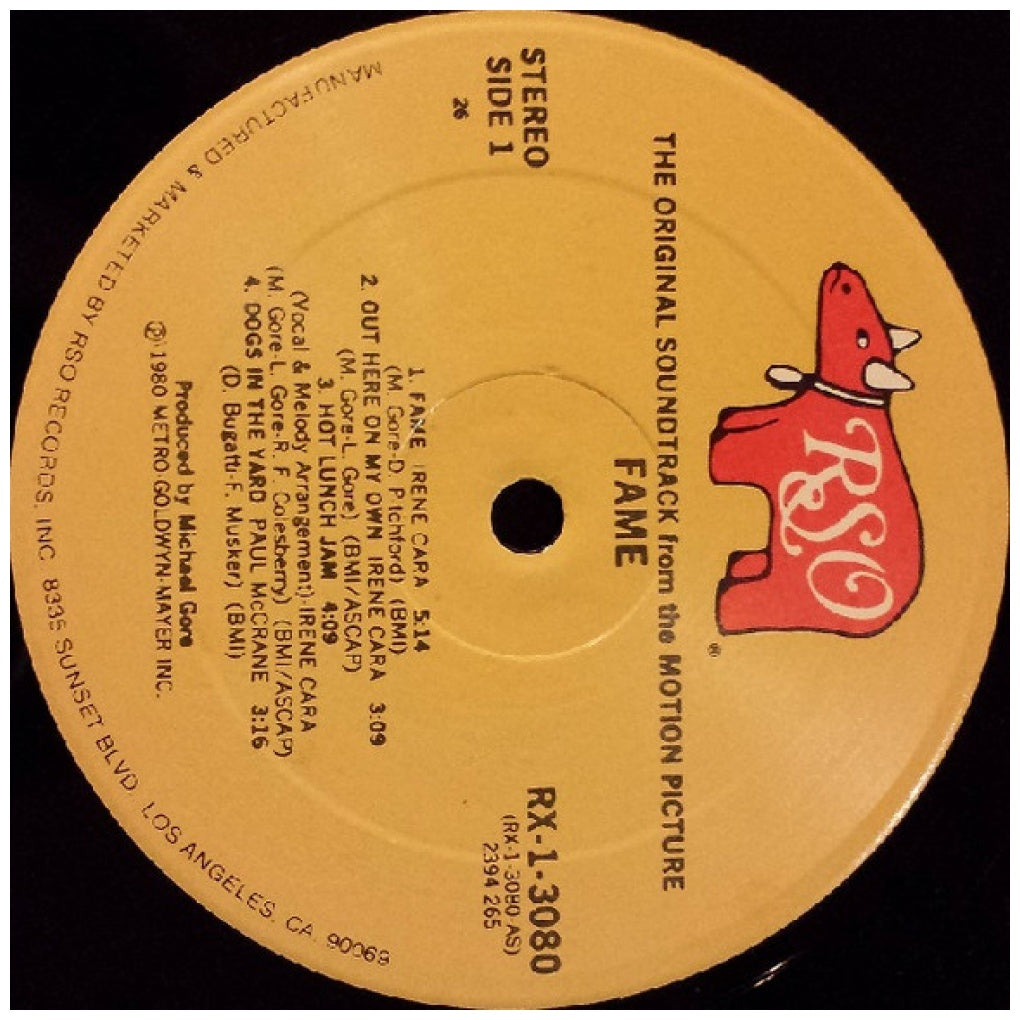 RSO
®
THE ORIGINAL SOUNDTRACK from the MOTION PICTURE
FAME
STEREO
SIDE 1
26
RX-1-3080
(RX-1-3080 AS)
2394 265
1. FAME IRENE CARA 5:14
(M. Gore-D. Pitchford) (BMI)
2. OUT HERE ON MY OWN IRENE CARA 3:09
(M. Gore-L. Gore) (BMI/ASCAP)
3. HOT LUNCH JAM 4:09
(Vocal & Melody Arrangement)-IRENE CARA
(M. Gore-L. Gore-R. F. Colesberry) (BMI/ASCAP)
4. DOGS IN THE YARD PAUL McCRANE 3:16
(D. Bugatti-F. Musker) (BMI)
Produced by Michael Gore
℗ 1980 METRO-GOLDWYN-MAYER INC.
MANUFACTURED & MARKETED BY RSO RECORDS, INC. 8335 SUNSET BLVD. LOS ANGELES, CA. 90069